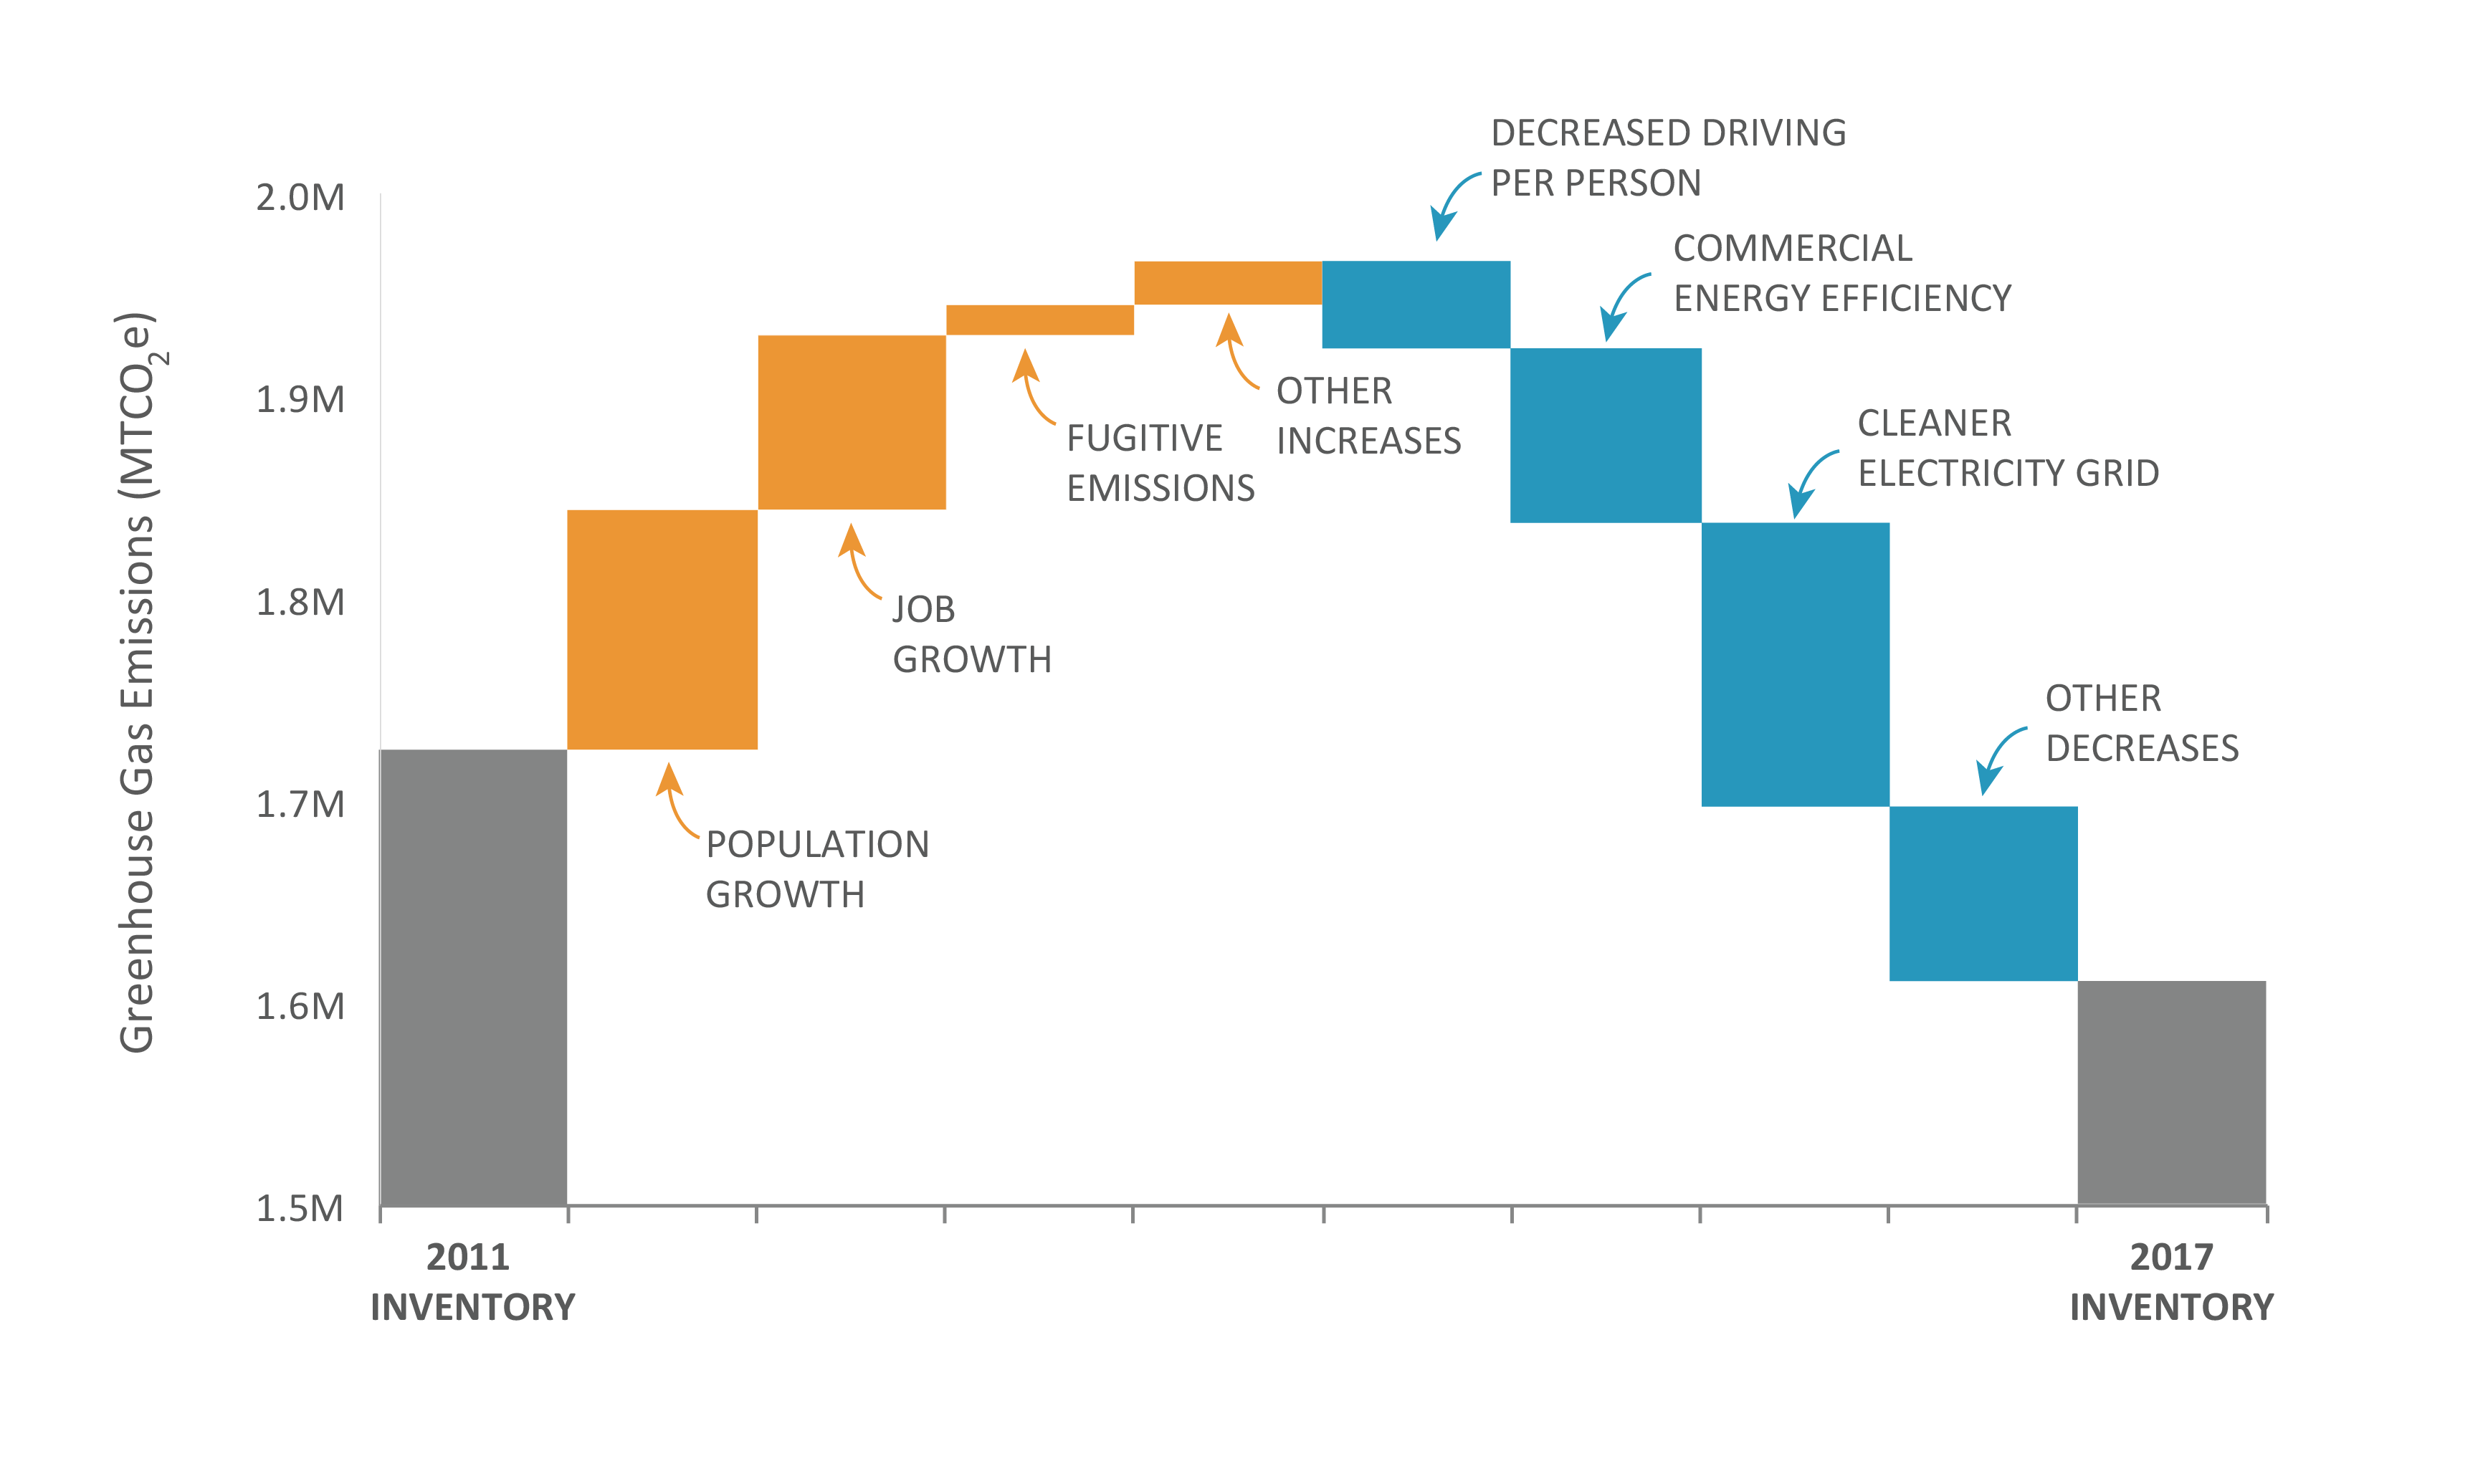 DECREASED DRIVING
PER PERSON
2.0M
COMMERCIAL
ENERGY EFFICIENCY
Greenhouse Gas Emissions (MTCO2e)
1.9M
OTHER
INCREASES
FUGITIVE
EMISSIONS
CLEANER
ELECTRICITY GRID
1.8M
JOB
GROWTH
OTHER
DECREASES
1.7M
POPULATION
GROWTH
1.6M
1.5M
2011
INVENTORY
2017
INVENTORY